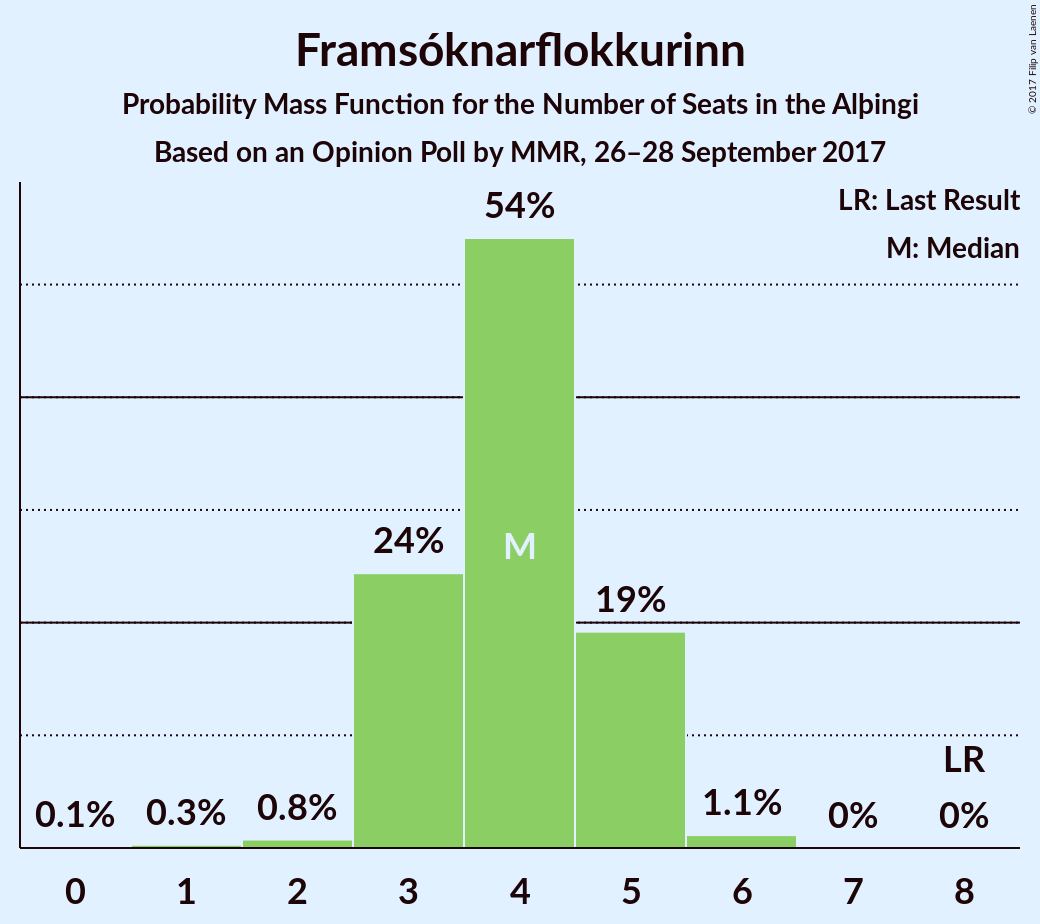 Framsóknarflokkurinn
Probability Mass Function for the Number of Seats in the Alþingi
Based on an Opinion Poll by MMR, 26–28 September 2017
© 2017 Filip van Laenen
LR: Last Result
M: Median
54%
24%
M
19%
LR
0.1% 0.3% 0.8% 1.1% 0% 0%
0 1 2 3 4 5 6 7 8